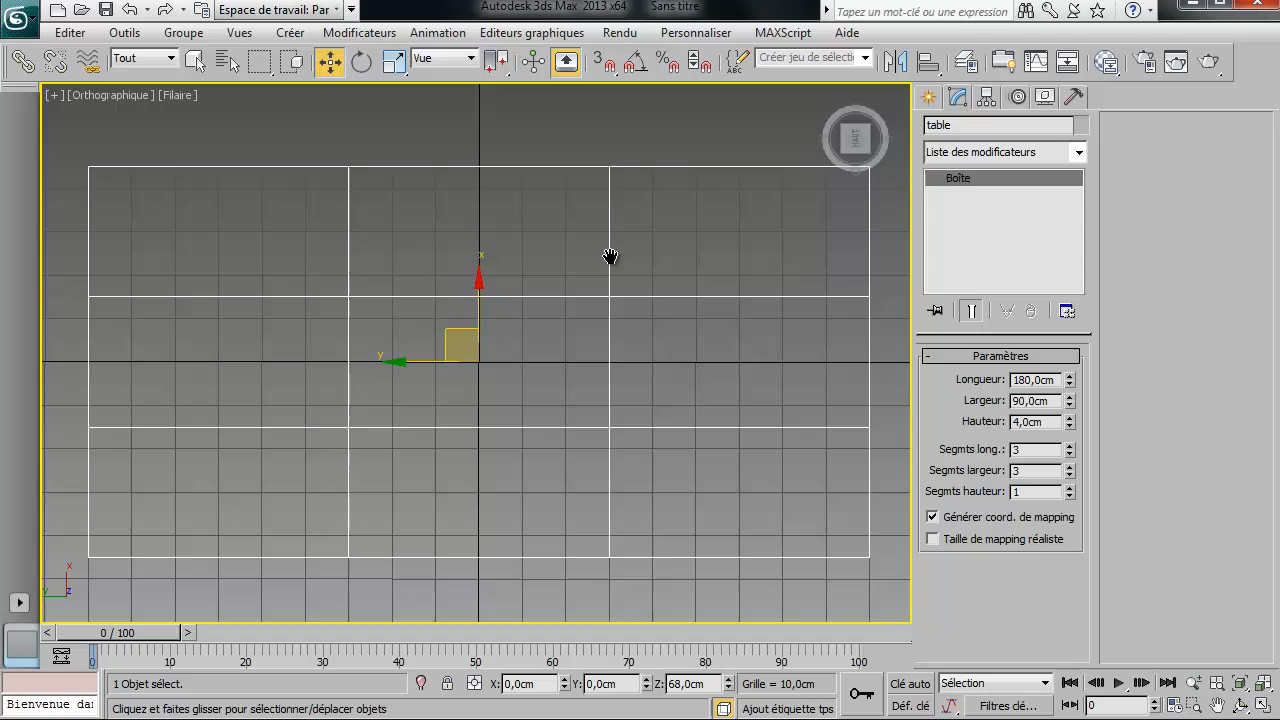 Espace de travail: Par
Autodesk 3ds Max 2013 x64
Sans titre
Tapez un mot-clé ou une expression
Editer
Outils
Groupe
Vues
Créer
Modificateurs
Animation
Editeurs graphiques
Rendu
Personnaliser
MAXScript
Aide
Tout
Vue
3
ABC
Créer jeu de sélecti
[+] [Orthographique ] [Filaire ]
HAUT
table
Liste des modificateurs
Boîte
x
y
Paramètres
Longueur: 180,0cm
Largeur: 90,0cm
Hauteur: 4,0cm
Segmts long.: 3
Segmts largeur: 3
Segmts hauteur: 1
Générer coord. de mapping
Taille de mapping réaliste
x
y
z
< 0 / 100 >
0 10 20 30 40 50 60 70 80 90 100
1 Objet sélect.
X: 0,0cm
Y: 0,0cm
Z: 68,0cm
Grille = 10,0cm
Clé auto
Sélection
Bienvenue dan
Cliquez et faites glisser pour sélectionner/déplacer objets
Ajout étiquette tps
Déf. clé
Filtres clé...
0